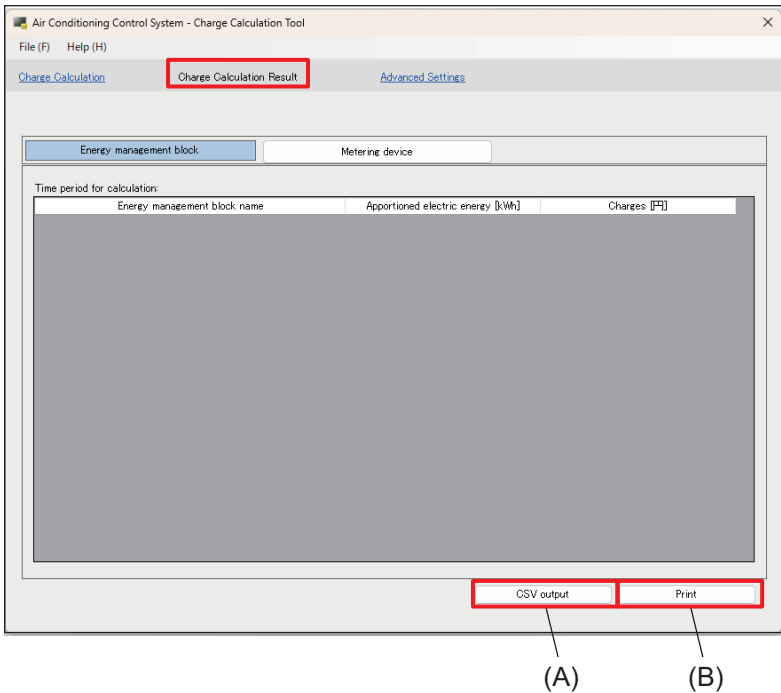 Air Conditioning Control System - Charge Calculation Tool
File (F) Help (H)
Charge Calculation Charge Calculation Result Advanced Settings
Energy management block Metering device
Time period for calculation:
Energy management block name Apportioned electric energy [kWh] Charges [円]
CSV output Print
(A) (B)